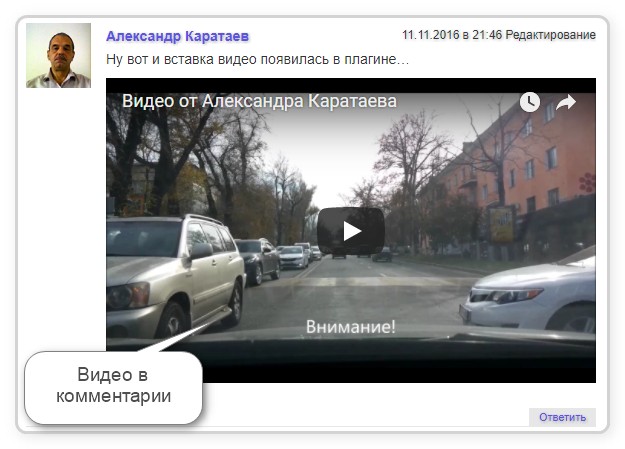 Александр Каратаев
11.11.2016 в 21:46 Редактирование
Ну вот и вставка видео появилась в плагине…
Видео от Александра Каратаева
Внимание!
Видео в
комментарии
Ответить